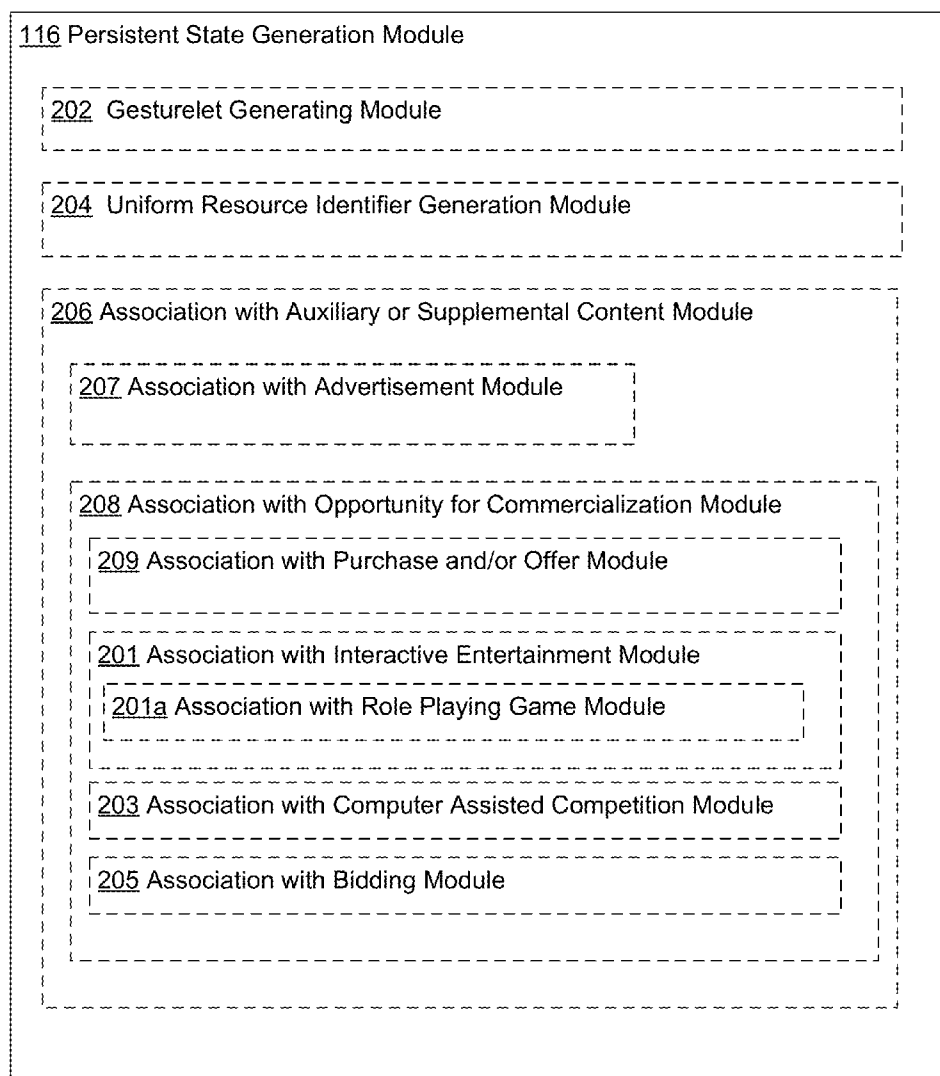 116 Persistent State Generation Module
202 Gesturelet Generating Module
204 Uniform Resource Identifier Generation Module
206 Association with Auxiliary or Supplemental Content Module
207 Association with Advertisement Module
208 Association with Opportunity for Commercialization Module
209 Association with Purchase and/or Offer Module
201 Association with Interactive Entertainment Module
201a Association with Role Playing Game Module
203 Association with Computer Assisted Competition Module
205 Association with Bidding Module